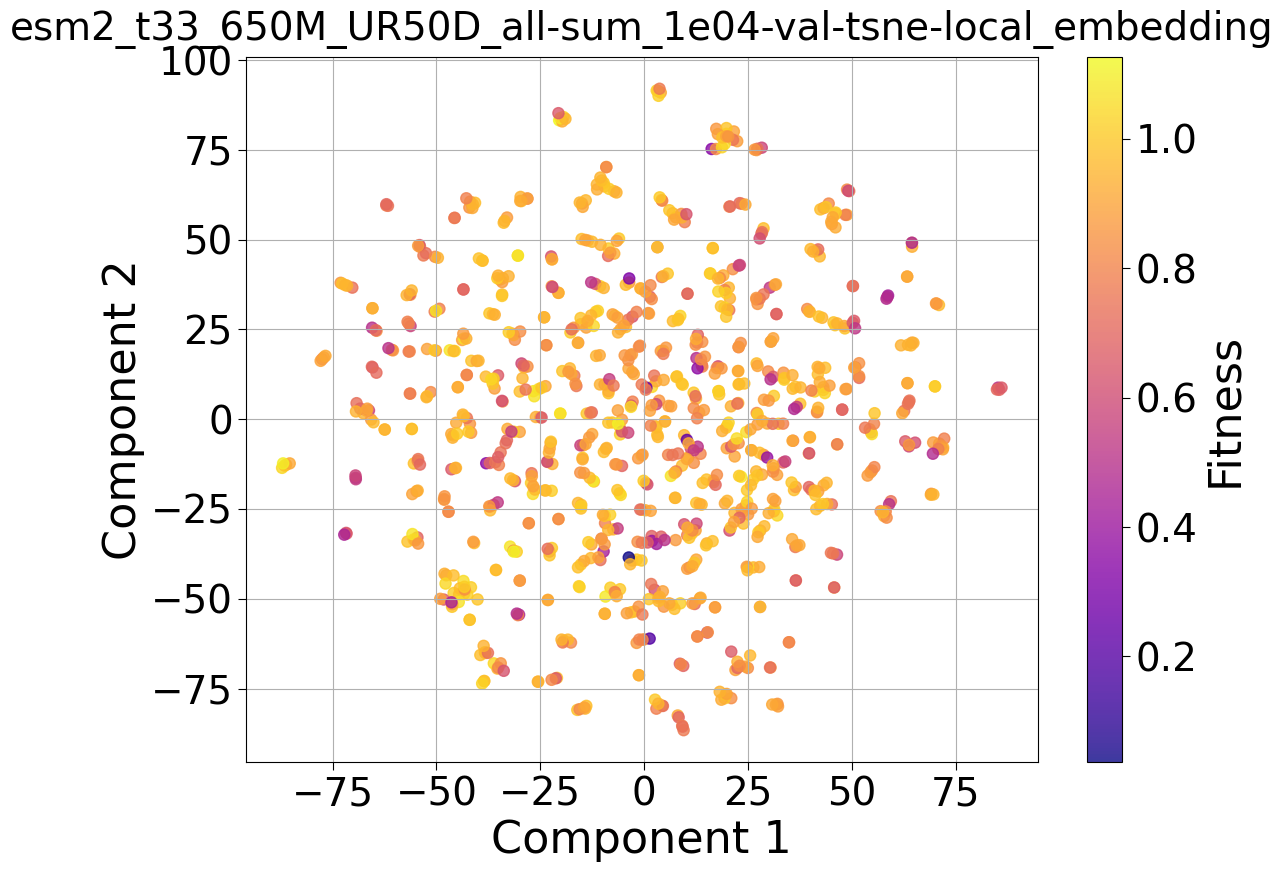 esm2_t33_650M_UR50D_all-sum_1e04-val-tsne-local_embedding
100
75
50
25
0
−25
−50
−75
Component 2
−75 −50 −25 0 25 50 75
Component 1
1.0
0.8
0.6
0.4
0.2
Fitness